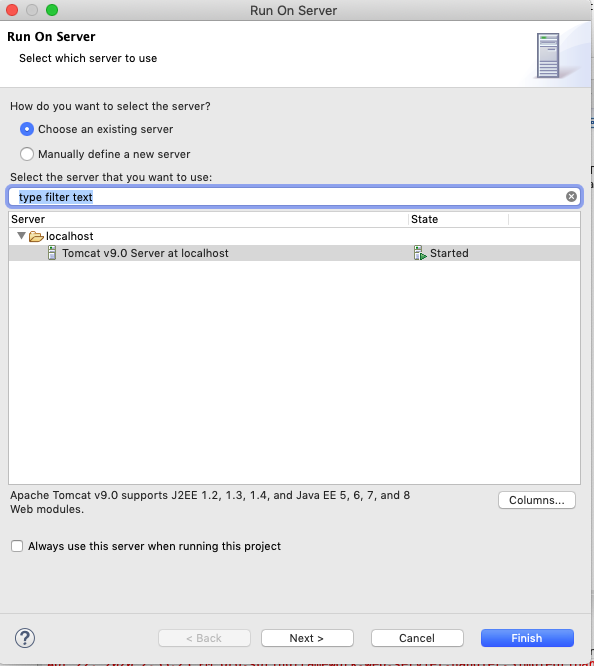 Run On Server
Run On Server
Select which server to use
How do you want to select the server?
Choose an existing server
Manually define a new server
Select the server that you want to use:
type filter text
Server State
localhost
Tomcat v9.0 Server at localhost Started
Apache Tomcat v9.0 supports J2EE 1.2, 1.3, 1.4, and Java EE 5, 6, 7, and 8
Web modules.
Columns...
Always use this server when running this project
? < Back Next > Cancel Finish